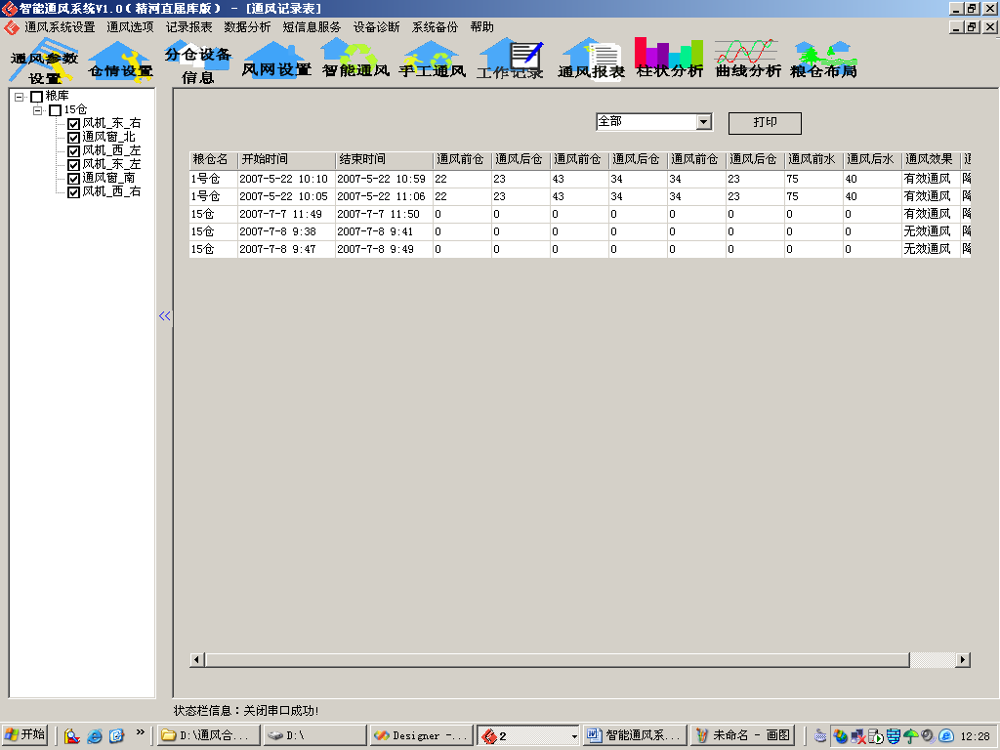 智能通风系统V1.0(精河直屬库版) - [通风记录表]
通风系统设置 通风选项 记录报表 数据分析 短信息服务 设备诊断 系统备份 帮助
通风参数设置 仓情设置 分仓设备信息 风网设置 智能通风 手工通风 工作记录 通风报表 柱状分析 曲线分析 粮仓布局
粮库
15仓
风机_东_右
通风窗_北
风机_西_左
风机_东_左
通风窗_南
风机_西_右
<<
全部 打印
粮仓名 开始时间 结束时间 通风前仓 通风后仓 通风前仓 通风后仓 通风前仓 通风后仓 通风前水 通风后水 通风效果 通
1号仓 2007-5-22 10:10 2007-5-22 10:59 22 23 43 34 34 23 75 40 有效通风 降
1号仓 2007-5-22 10:05 2007-5-22 11:06 22 23 43 34 34 23 75 40 有效通风 降
15仓 2007-7-7 11:49 2007-7-7 11:50 0 0 0 0 0 0 0 0 有效通风 降
15仓 2007-7-8 9:38 2007-7-8 9:41 0 0 0 0 0 0 0 0 无效通风 降
15仓 2007-7-8 9:47 2007-7-8 9:49 0 0 0 0 0 0 0 0 无效通风 降
状态栏信息：关闭串口成功!
开始 » D:\通风合... D:\ Designer -... 2 智能通风系... 未命名 - 画图 12:28